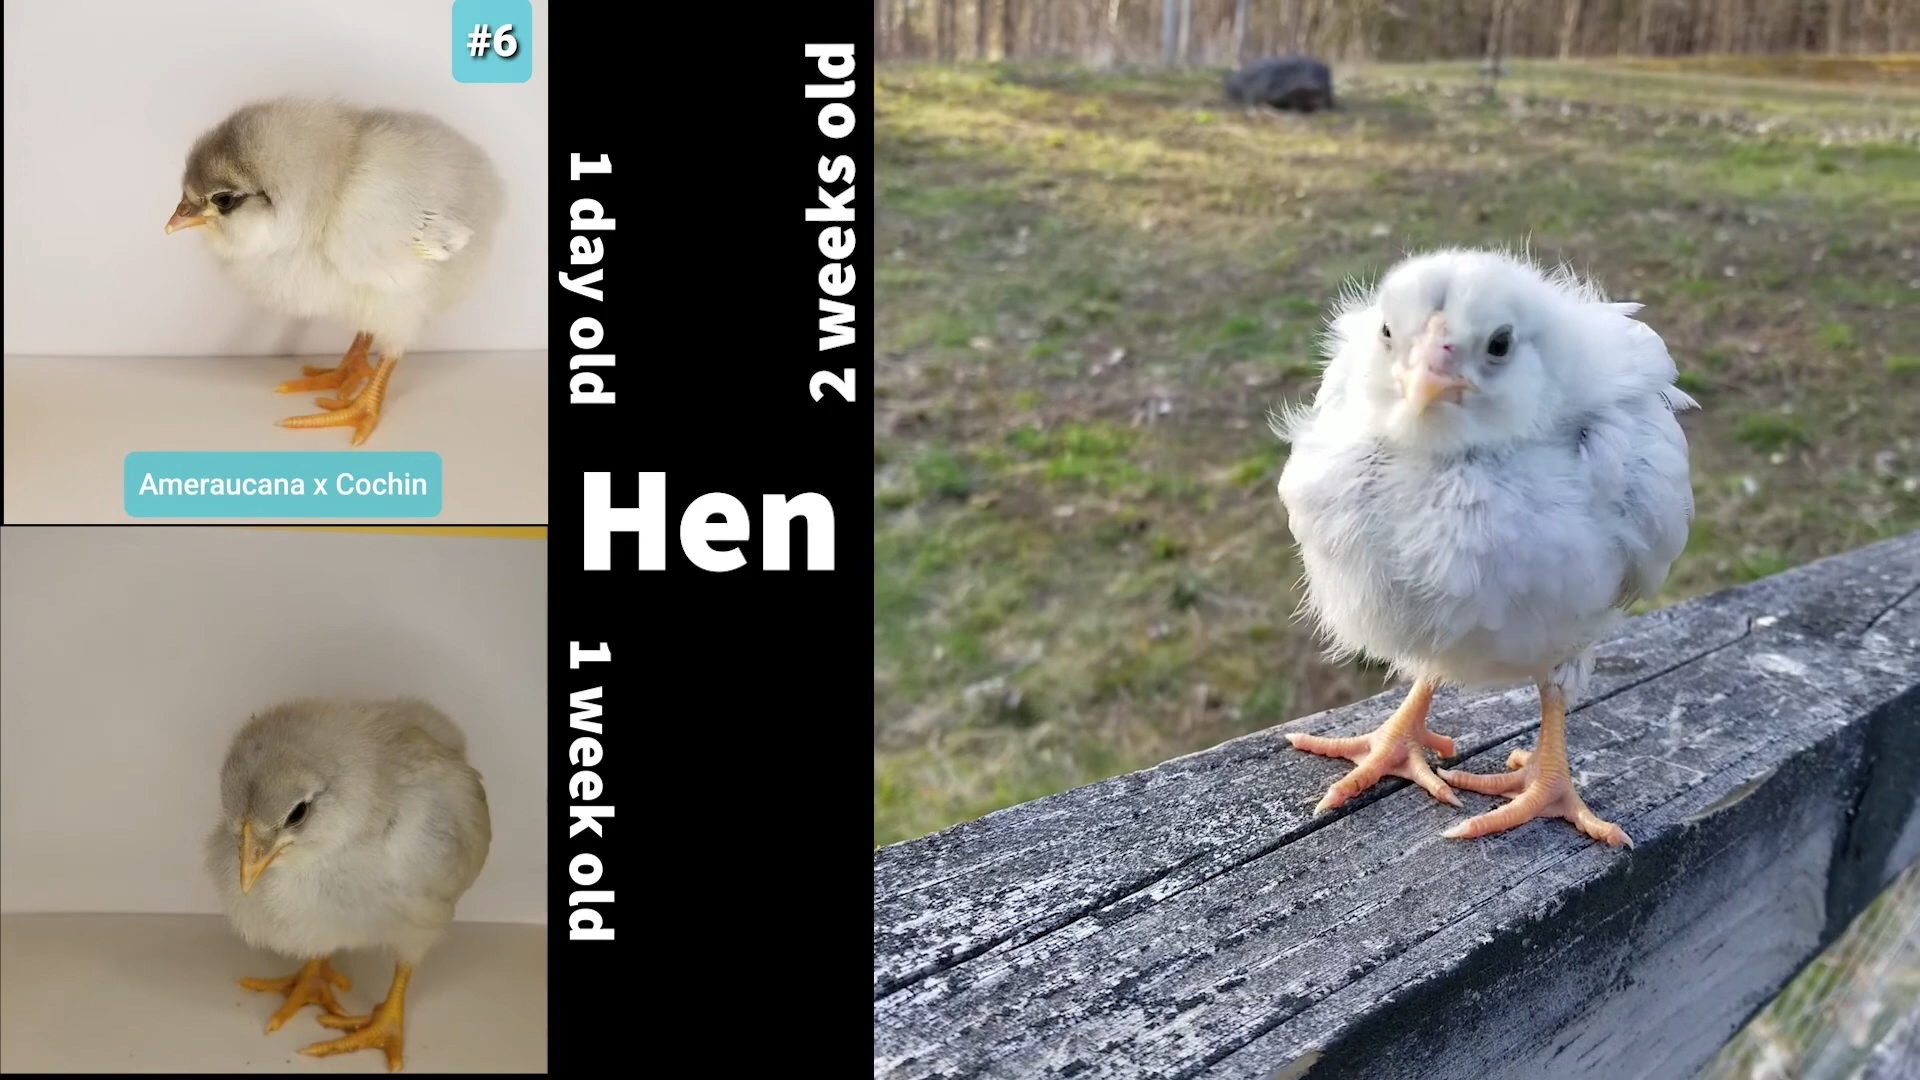 #6
Ameraucana x Cochin
1 day old
2 weeks old
Hen
1 week old